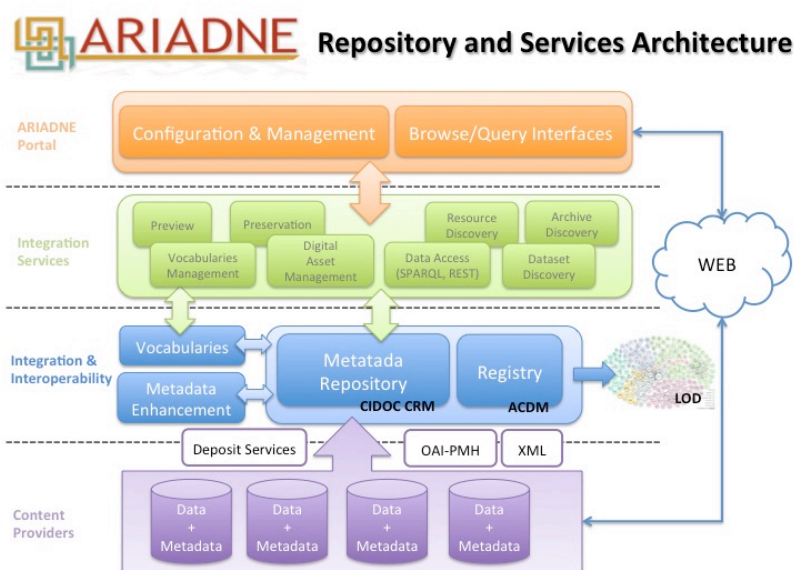 ARIADNE Repository and Services Architecture
ARIADNE
Portal
Configuration & Management
Browse/Query Interfaces
Integration
Services
Preview
Preservation
Resource
Discovery
Archive
Discovery
Vocabularies
Management
Digital
Asset
Management
Data Access
(SPARQL, REST)
Dataset
Discovery
WEB
Integration &
Interoperability
Vocabularies
Metadata
Enhancement
Metatada
Repository
CIDOC CRM
Registry
ACDM
LOD
Deposit Services
OAI-PMH
XML
Content
Providers
Data
+
Metadata
Data
+
Metadata
Data
+
Metadata
Data
+
Metadata